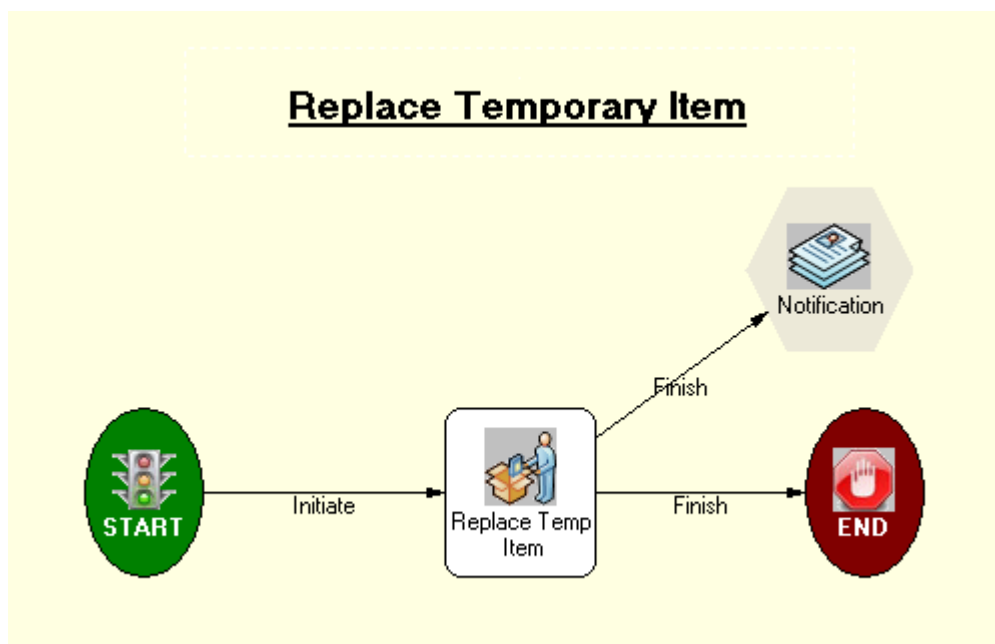 Replace Temporary Item
Notification
Finish
START
Initiate
Replace Temp
Item
Finish
END